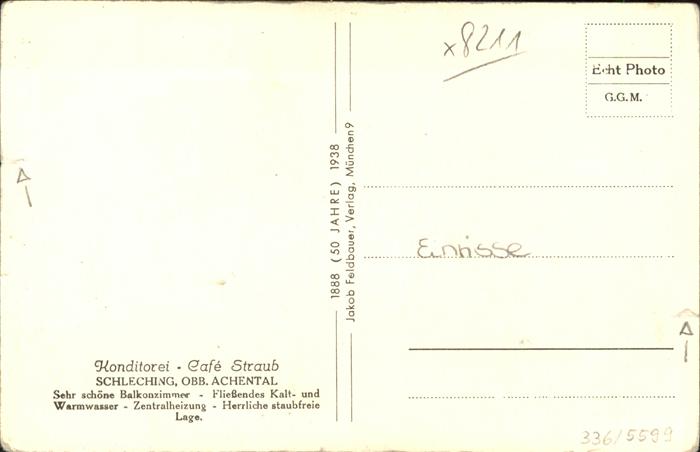 x8211
Echt Photo
G.G.M.
1888 (50 JAHRE) 1938
Jakob Feldbauer, Verlag, München 9
Einrisse
Konditorei - Café Straub
SCHLECHING, OBB. ACHENTAL
Sehr schöne Balkonzimmer - Fließendes Kalt- und
Warmwasser - Zentralheizung - Herrliche staubfreie
Lage.
336/5599